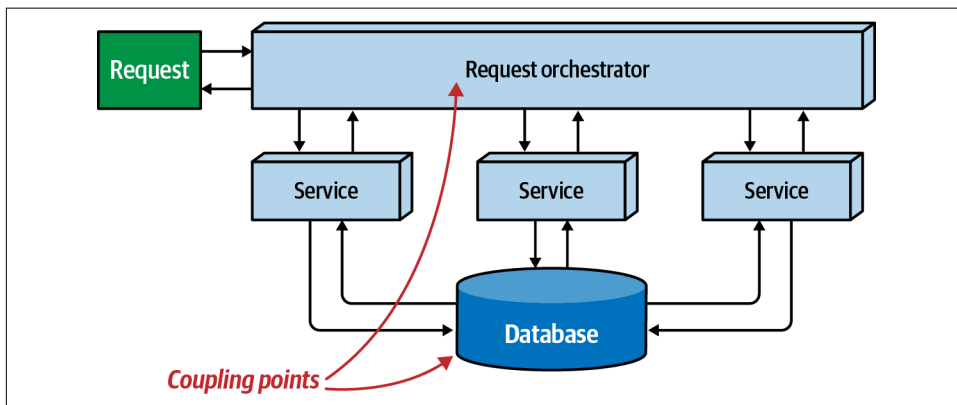 Request
Request orchestrator
Service
Service
Service
Database
Coupling points